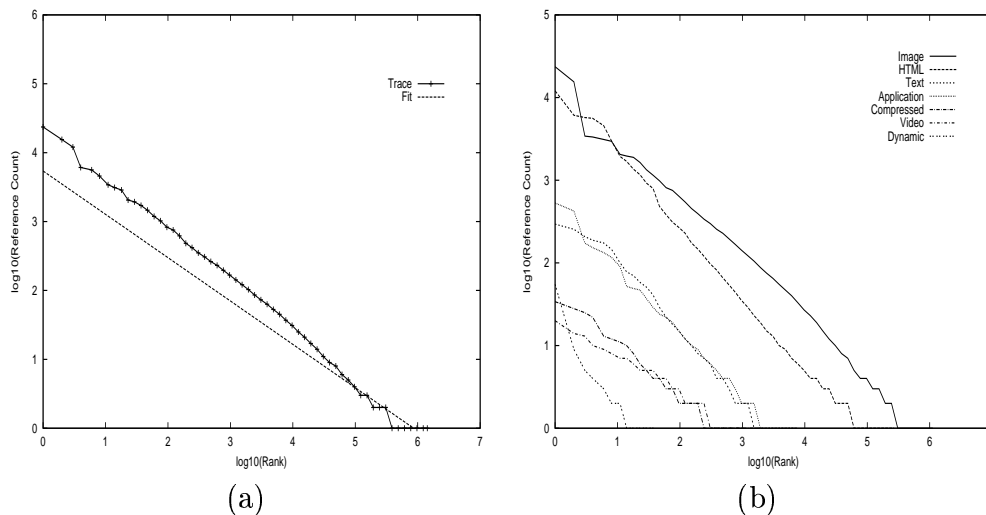 6
5
4
3
2
1
0
log10(Reference Count)
Trace
Fit
0 1 2 3 4 5 6 7
log10(Rank)
(a)
5
4
3
2
1
0
log10(Reference Count)
Image
HTML
Text
Application
Compressed
Video
Dynamic
0 1 2 3 4 5 6
log10(Rank)
(b)